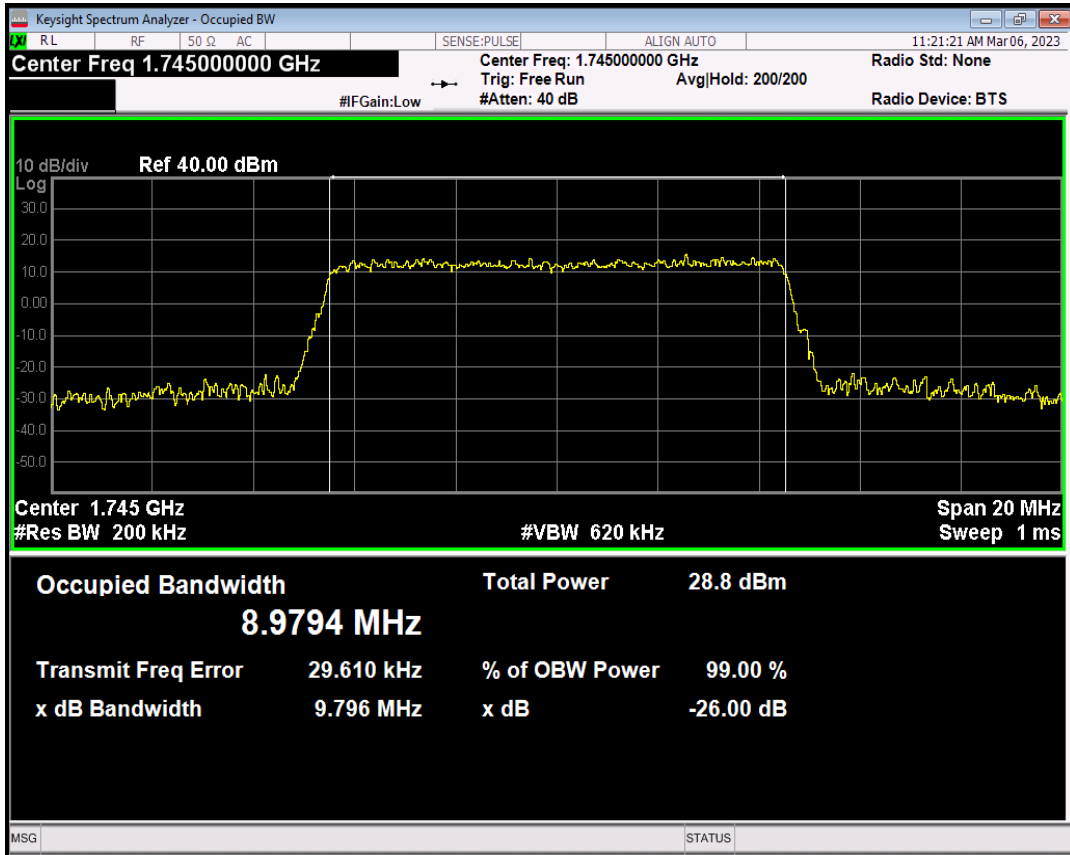 Keysight Spectrum Analyzer - Occupied BW
LXI RL RF 50 Ω AC SENSE:PULSE ALIGN AUTO 11:21:21 AM Mar 06, 2023
Center Freq 1.745000000 GHz Center Freq: 1.745000000 GHz Radio Std: None
Trig: Free Run Avg|Hold: 200/200
#IFGain:Low #Atten: 40 dB Radio Device: BTS
10 dB/div Ref 40.00 dBm
Log
30.0
20.0
10.0
0.00
-10.0
-20.0
-30.0
-40.0
-50.0
Center 1.745 GHz Span 20 MHz
#Res BW 200 kHz #VBW 620 kHz Sweep 1 ms
Occupied Bandwidth Total Power 28.8 dBm
8.9794 MHz
Transmit Freq Error 29.610 kHz % of OBW Power 99.00 %
x dB Bandwidth 9.796 MHz x dB -26.00 dB
MSG STATUS